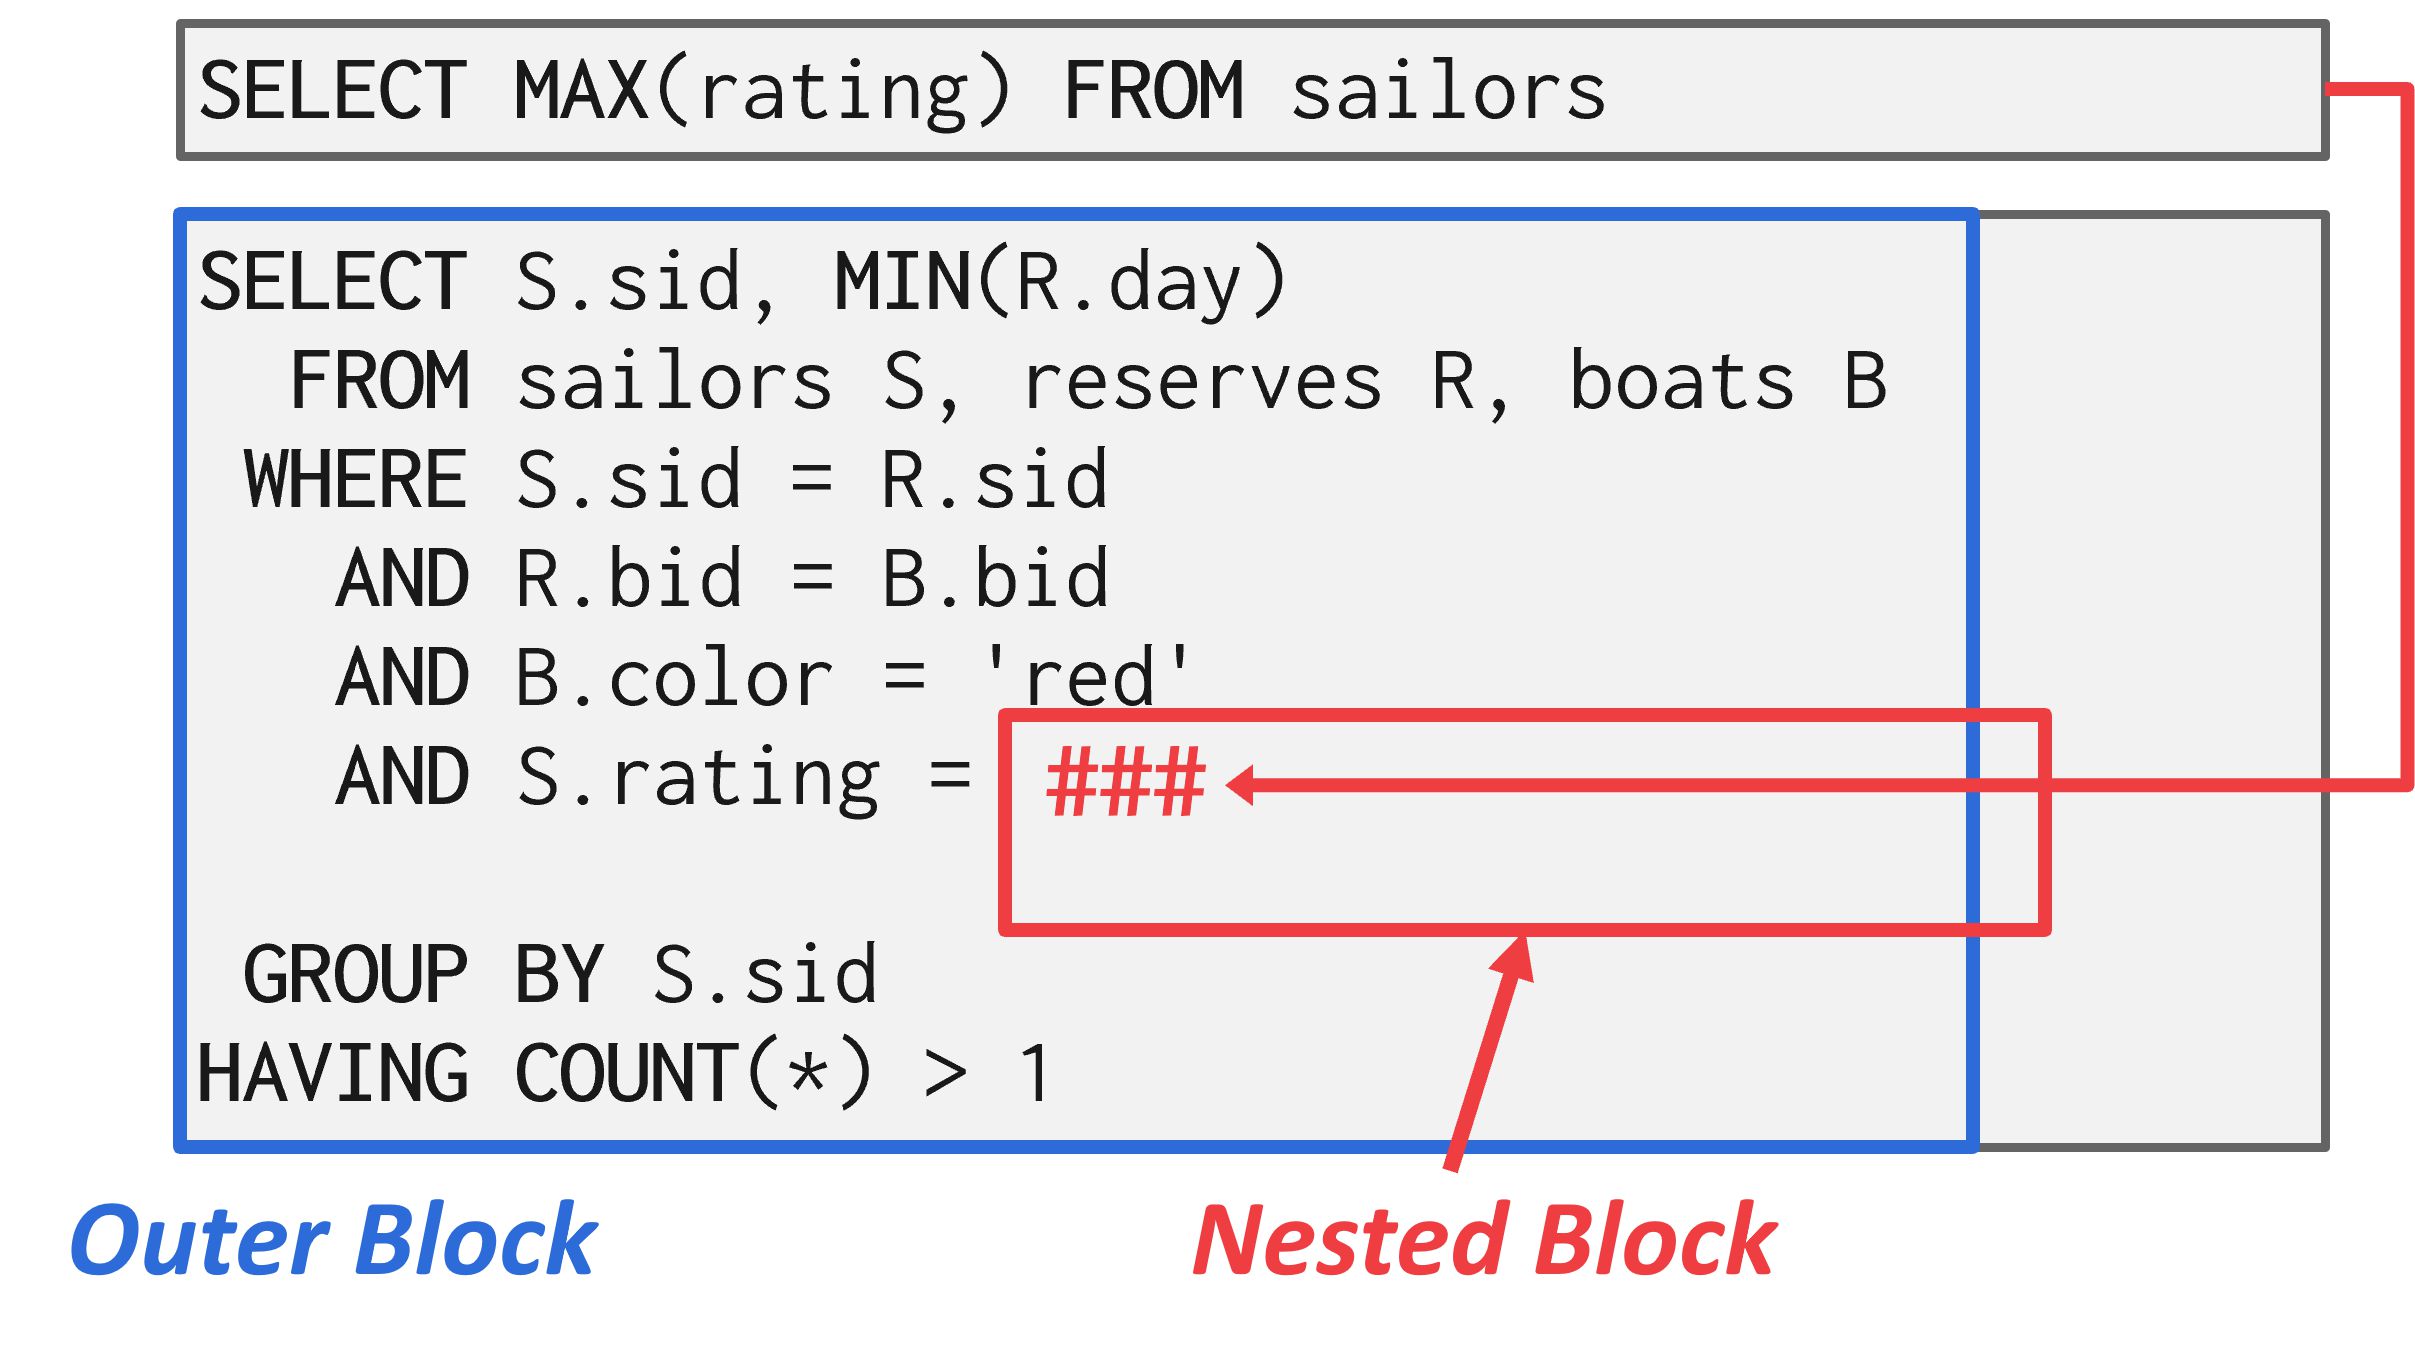 SELECT MAX(rating) FROM sailors
SELECT S.sid, MIN(R.day)
FROM sailors S, reserves R, boats B
WHERE S.sid = R.sid
AND R.bid = B.bid
AND B.color = 'red'
AND S.rating = ###
GROUP BY S.sid
HAVING COUNT(*) > 1
Outer Block
Nested Block